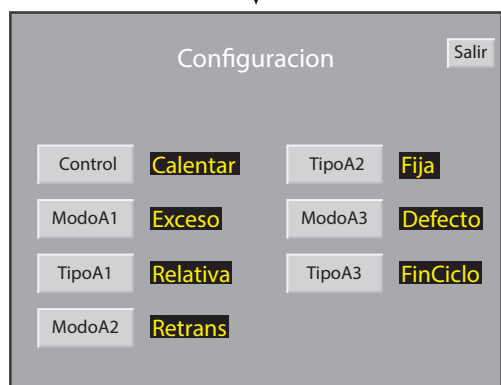 Configuracion
Salir
Control Calentar
TipoA2 Fija
ModoA1 Exceso
ModoA3 Defecto
TipoA1 Relativa
TipoA3 FinCiclo
ModoA2 Retrans